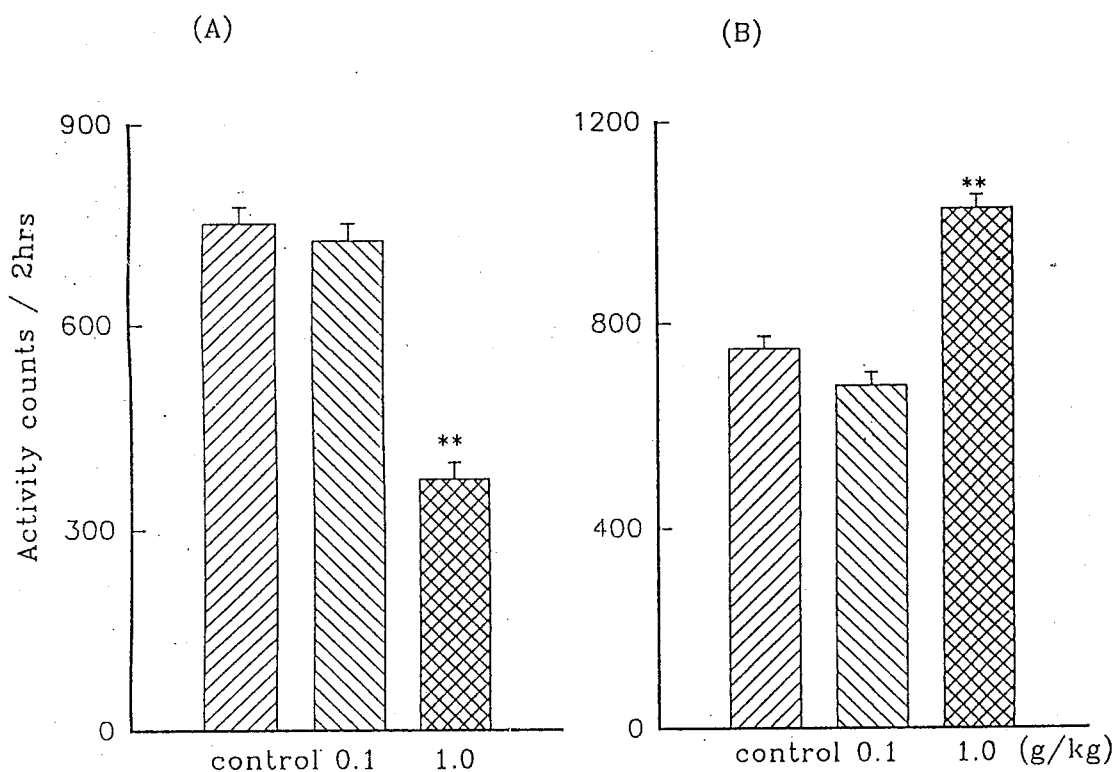 (A)
900
600
300
0
Activity counts / 2hrs
**
control 0.1 1.0
(B)
1200
800
400
0
**
control 0.1 1.0 (g/kg)